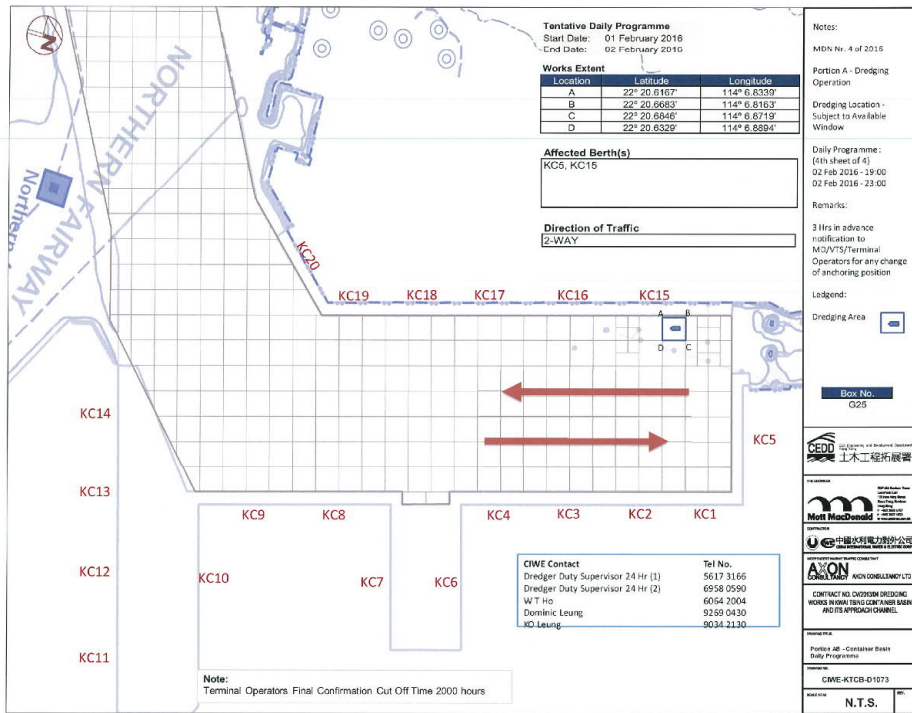 Tentative Daily Programme
Start Date: 01 February 2016
End Date: 02 February 2016
Works Extent
Location Latitude Longitude
A 22° 20.6167' 114° 6.8339'
B 22° 20.6683' 114° 6.8163'
C 22° 20.6846' 114° 6.8719'
D 22° 20.6329' 114° 6.8894'
Affected Berth(s)
KC5, KC15
Direction of Traffic
2-WAY
N
NORTHERN FAIRWAY
Northern
KC20
KC19 KC18 KC17 KC16 KC15
A B
D C
KC14
KC5
KC13
KC9 KC8 KC4 KC3 KC2 KC1
KC12
KC10 KC7 KC6
KC11
CIWE Contact Tel No.
Dredger Duty Supervisor 24 Hr (1) 5617 3166
Dredger Duty Supervisor 24 Hr (2) 6958 0590
W T Ho 6064 2004
Dominic Leung 9269 0430
KO Leung 9034 2130
Note:
Terminal Operators Final Confirmation Cut Off Time 2000 hours
Notes:
MDN Nr. 4 of 2016
Portion A - Dredging
Operation
Dredging Location -
Subject to Available
Window
Daily Programme :
(4th sheet of 4)
02 Feb 2016 - 19:00
02 Feb 2016 - 23:00
Remarks:
3 Hrs in advance
notification to
MD/VTS/Terminal
Operators for any change
of anchoring position
Ledgend:
Dredging Area
Box No.
G25
CEDD
土木工程拓展署
Mott MacDonald
CONTRACTOR
CWE 中國水利電力對外公司
AXON
CONSULTANCY AXON CONSULTANCY LTD
CONTRACT NO. CV/2013/04 DREDGING
WORKS IN KWAI TSING CONTAINER BASIN
AND ITS APPROACH CHANNEL
DRAWING TITLE
Portion AB - Container Basin
Daily Programme
DRAWING NO.
CIWE-KTCB-D1073
N.T.S.
REV.